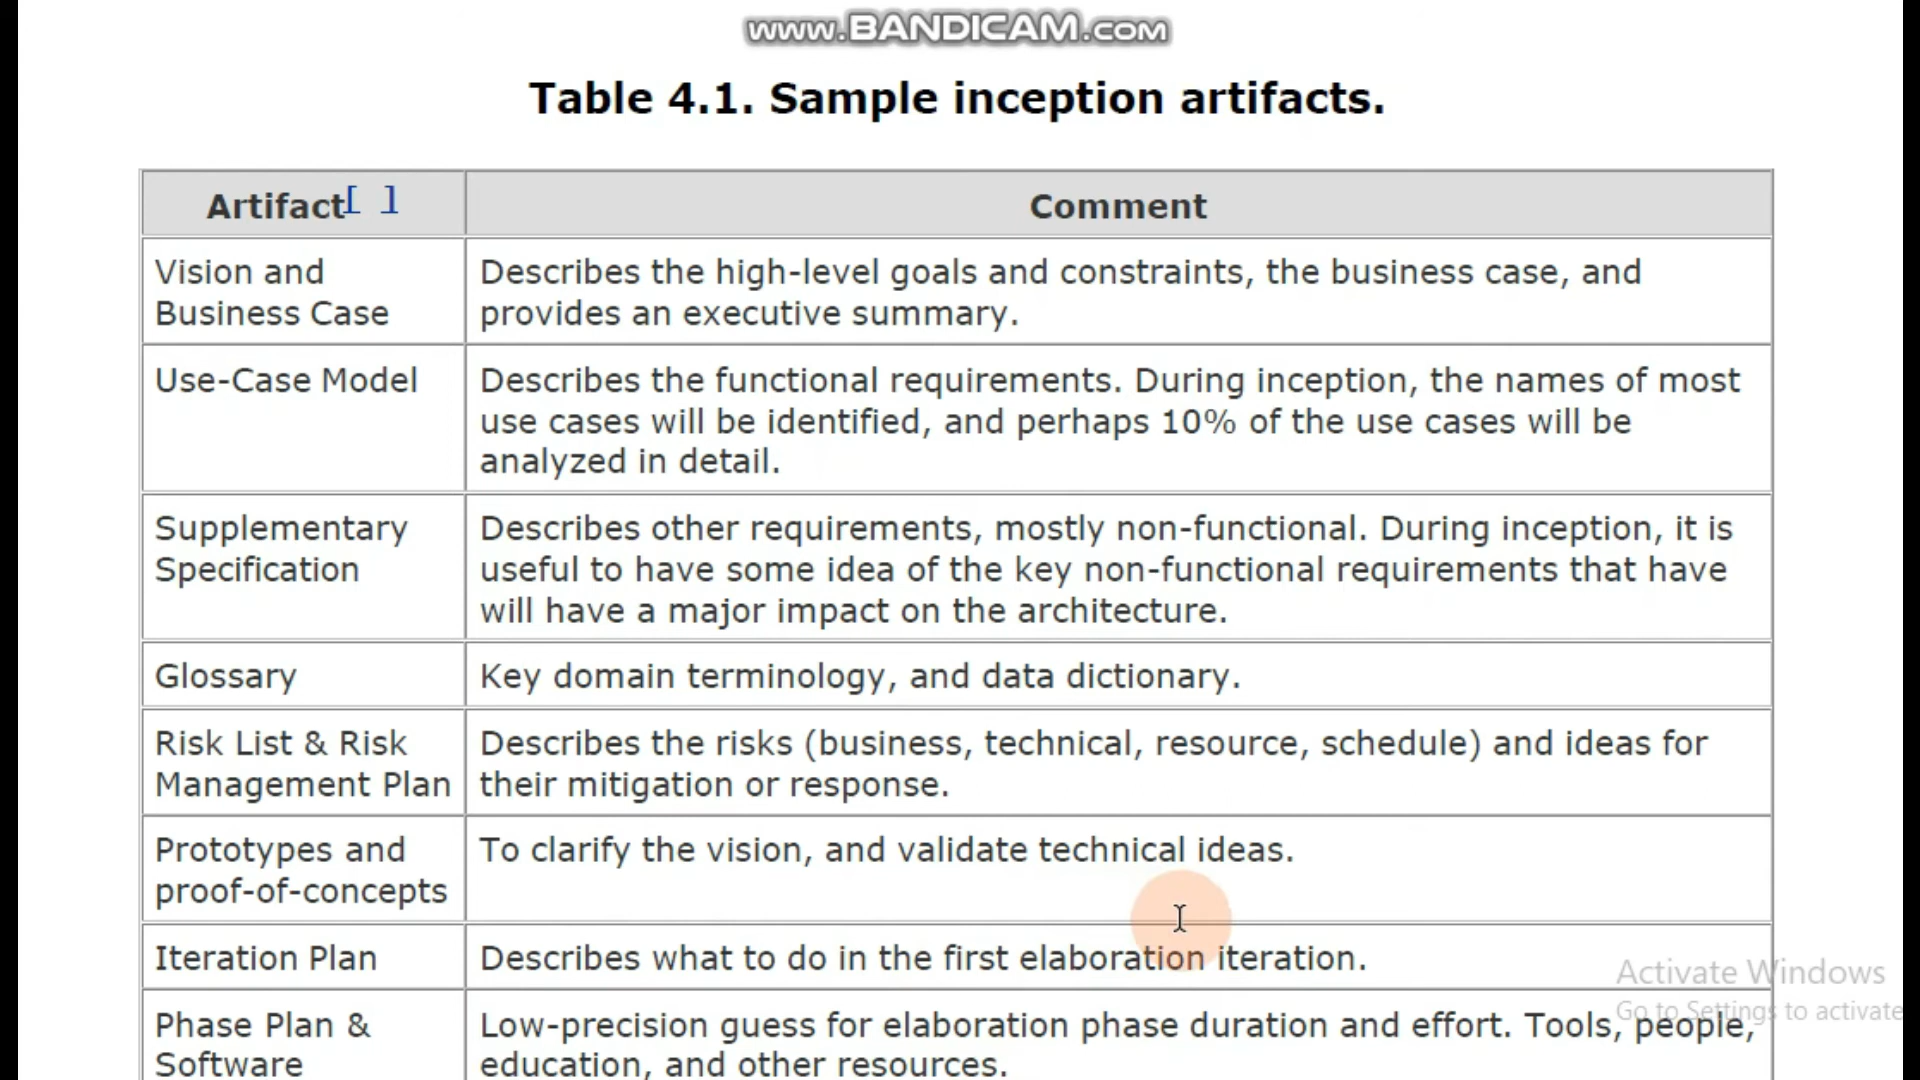 www.BANDICAM.com
Table 4.1. Sample inception artifacts.
Artifact[ ]
Comment
Vision and
Business Case
Describes the high-level goals and constraints, the business case, and
provides an executive summary.
Use-Case Model
Describes the functional requirements. During inception, the names of most
use cases will be identified, and perhaps 10% of the use cases will be
analyzed in detail.
Supplementary
Specification
Describes other requirements, mostly non-functional. During inception, it is
useful to have some idea of the key non-functional requirements that have
will have a major impact on the architecture.
Glossary
Key domain terminology, and data dictionary.
Risk List & Risk
Management Plan
Describes the risks (business, technical, resource, schedule) and ideas for
their mitigation or response.
Prototypes and
proof-of-concepts
To clarify the vision, and validate technical ideas.
Iteration Plan
Describes what to do in the first elaboration iteration.
Phase Plan &
Software
Low-precision guess for elaboration phase duration and effort. Tools, people,
education, and other resources.
Activate Windows
Go to Settings to activate